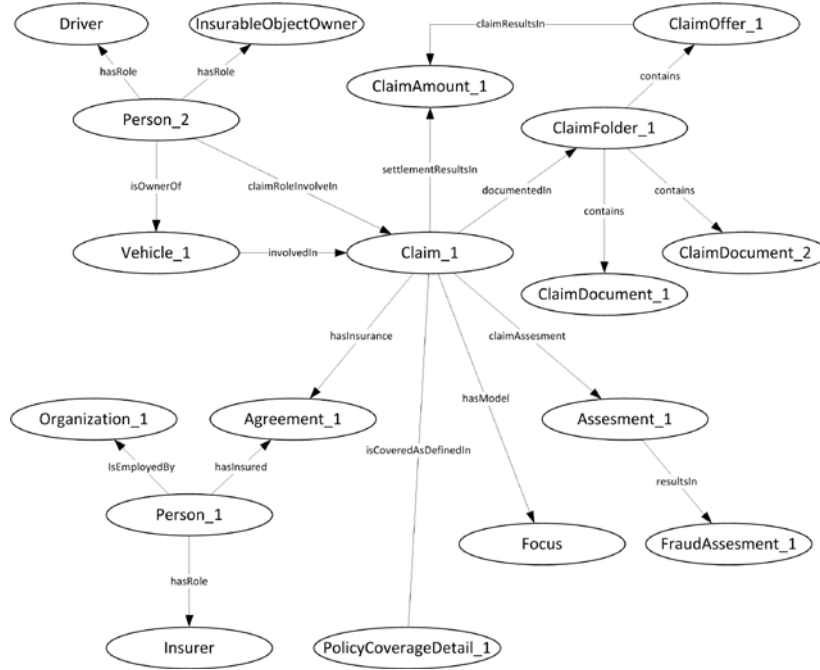 Driver
InsurableObjectOwner
claimResultsIn
ClaimOffer_1
hasRole
hasRole
ClaimAmount_1
contains
Person_2
ClaimFolder_1
isOwnerOf
claimRoleInvolveIn
settlementResultsIn
documentedIn
contains
contains
Vehicle_1
involvedIn
Claim_1
ClaimDocument_2
ClaimDocument_1
hasInsurance
claimAssesment
hasModel
Organization_1
Agreement_1
Assesment_1
isCoveredAsDefinedIn
IsEmployedBy
hasInsured
resultsIn
Person_1
Focus
FraudAssesment_1
hasRole
Insurer
PolicyCoverageDetail_1